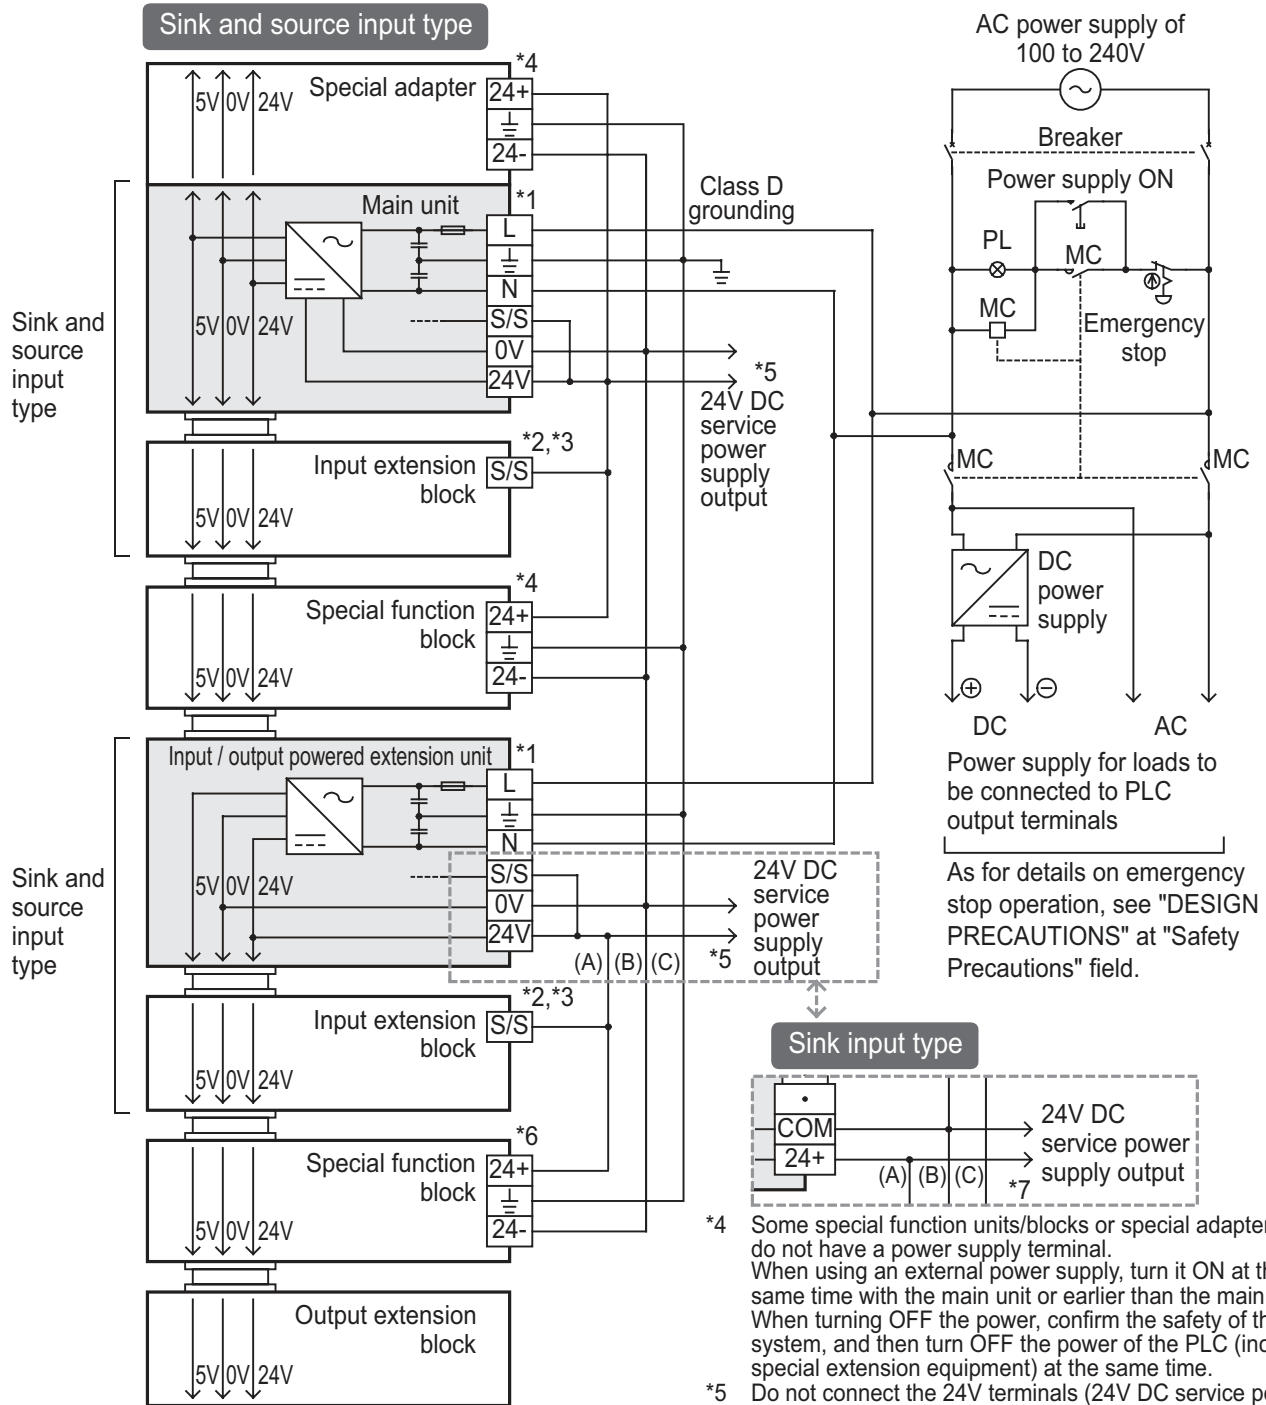 Sink and source input type
AC power supply of
100 to 240V
*4
Special adapter
24+
5V 0V 24V
24-
Breaker
Power supply ON
Class D
grounding
*1
Main unit
L
N
S/S
0V
24V
5V 0V 24V
PL
MC
MC
Emergency
stop
Sink and
source
input
type
*5
24V DC
service
power
supply
output
*2,*3
Input extension
block
S/S
5V 0V 24V
MC
MC
DC
power
supply
*4
Special function
block
24+
24-
5V 0V 24V
DC
AC
Power supply for loads to
be connected to PLC
output terminals
As for details on emergency
stop operation, see "DESIGN
PRECAUTIONS" at "Safety
Precautions" field.
Input / output powered extension unit
*1
L
N
S/S
0V
24V
5V 0V 24V
Sink and
source
input
type
24V DC
service
power
supply
output
(A) (B) (C)
*5
*2,*3
Input extension
block
S/S
5V 0V 24V
Sink input type
COM
24+
(A) (B) (C)
*7
24V DC
service power
supply output
*6
Special function
block
24+
24-
5V 0V 24V
Output extension
block
5V 0V 24V
*4 Some special function units/blocks or special adapter
do not have a power supply terminal.
When using an external power supply, turn it ON at
same time with the main unit or earlier than the main
When turning OFF the power, confirm the safety of
system, and then turn OFF the power of the PLC
special extension equipment) at the same time.
*5 Do not connect the 24V terminals (24V DC service